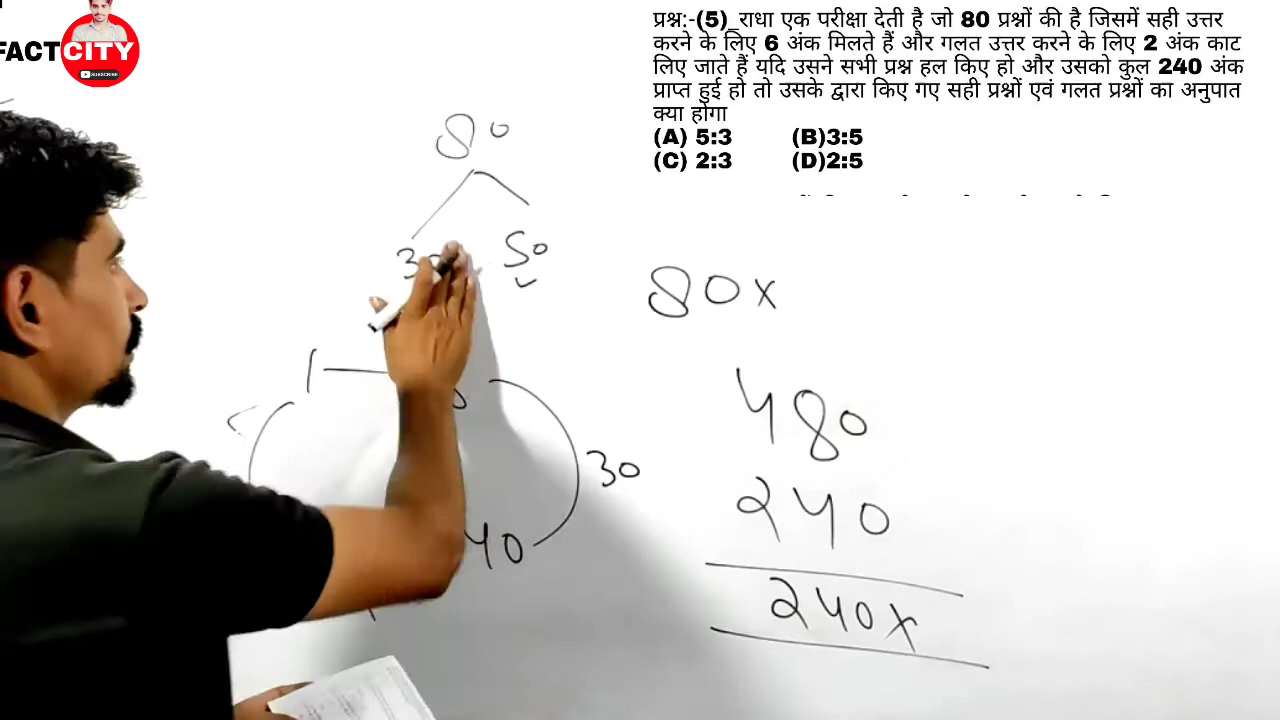 FACTCITY
SUBSCRIBE
प्रश्न:-(5) राधा एक परीक्षा देती है जो 80 प्रश्नों की है जिसमें सही उत्तर
करने के लिए 6 अंक मिलते हैं और गलत उत्तर करने के लिए 2 अंक काट
लिए जाते हैं यदि उसने सभी प्रश्न हल किए हो और उसको कुल 240 अंक
प्राप्त हुई हो तो उसके द्वारा किए गए सही प्रश्नों एवं गलत प्रश्नों का अनुपात
क्या होगा
(A) 5:3 (B)3:5
(C) 2:3 (D)2:5
80
50
80x
480
30
240
40
240x